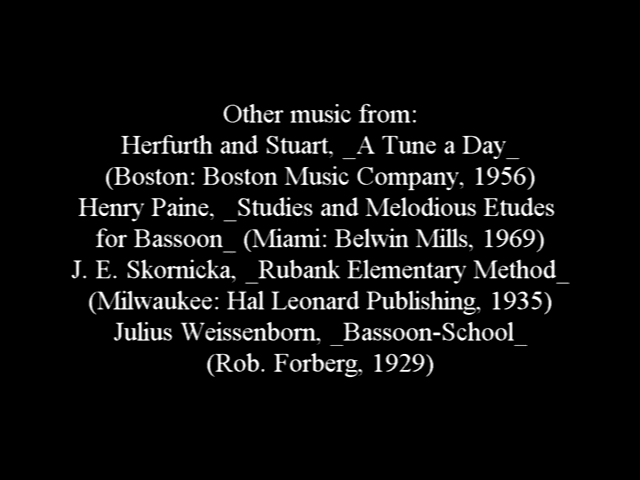 Other music from:
Herfurth and Stuart, _A Tune a Day_
(Boston: Boston Music Company, 1956)
Henry Paine, _Studies and Melodious Etudes
for Bassoon_ (Miami: Belwin Mills, 1969)
J. E. Skornicka, _Rubank Elementary Method_
(Milwaukee: Hal Leonard Publishing, 1935)
Julius Weissenborn, _Bassoon-School_
(Rob. Forberg, 1929)